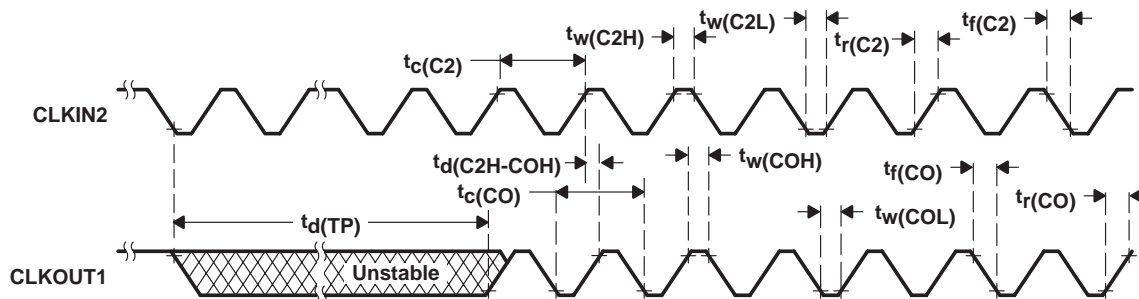 tw(C2H)
tw(C2L)
tf(C2)
tr(C2)
tc(C2)
CLKIN2
td(C2H-COH)
tw(COH)
tf(CO)
tc(CO)
tr(CO)
td(TP)
tw(COL)
CLKOUT1
Unstable